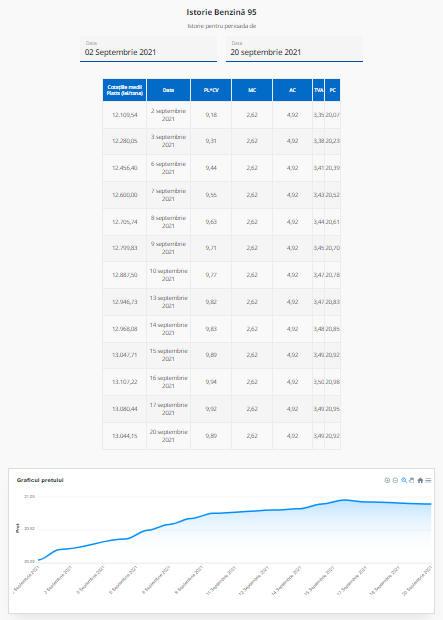 Istorie Benzină 95
Istorie pentru perioada de
Data:
02 Septembrie 2021
Data:
20 septembrie 2021
Cotațiile medii Platts (lei/tona) Data PL*CV MC AC TVA PC
12.109,54 2 septembrie 2021 9,18 2,62 4,92 3,35 20,07
12.280,05 3 septembrie 2021 9,31 2,62 4,92 3,38 20,23
12.456,40 6 septembrie 2021 9,44 2,62 4,92 3,41 20,39
12.600,00 7 septembrie 2021 9,55 2,62 4,92 3,43 20,52
12.705,74 8 septembrie 2021 9,63 2,62 4,92 3,44 20,61
12.799,83 9 septembrie 2021 9,71 2,62 4,92 3,45 20,70
12.887,50 10 septembrie 2021 9,77 2,62 4,92 3,47 20,78
12.946,73 13 septembrie 2021 9,82 2,62 4,92 3,47 20,83
12.968,08 14 septembrie 2021 9,83 2,62 4,92 3,48 20,85
13.047,71 15 septembrie 2021 9,89 2,62 4,92 3,49 20,92
13.107,22 16 septembrie 2021 9,94 2,62 4,92 3,50 20,98
13.080,44 17 septembrie 2021 9,92 2,62 4,92 3,49 20,95
13.044,15 20 septembrie 2021 9,89 2,62 4,92 3,49 20,92
Graficul pretului
Pret